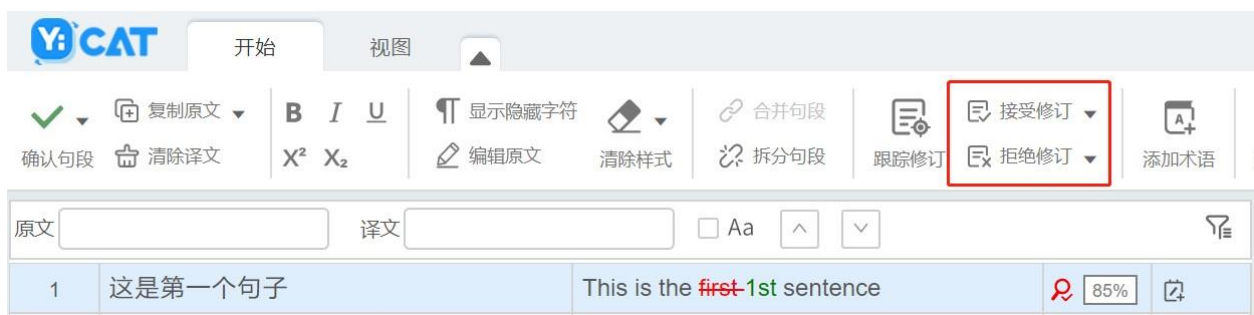 YiCAT 开始 视图
确认句段 复制原文 清除译文 B I U X² X₂ 显示隐藏字符 编辑原文 清除样式 合并句段 拆分句段 跟踪修订 接受修订 拒绝修订 添加术语
原文 译文 Aa
1 这是第一个句子 This is the first 1st sentence 85%